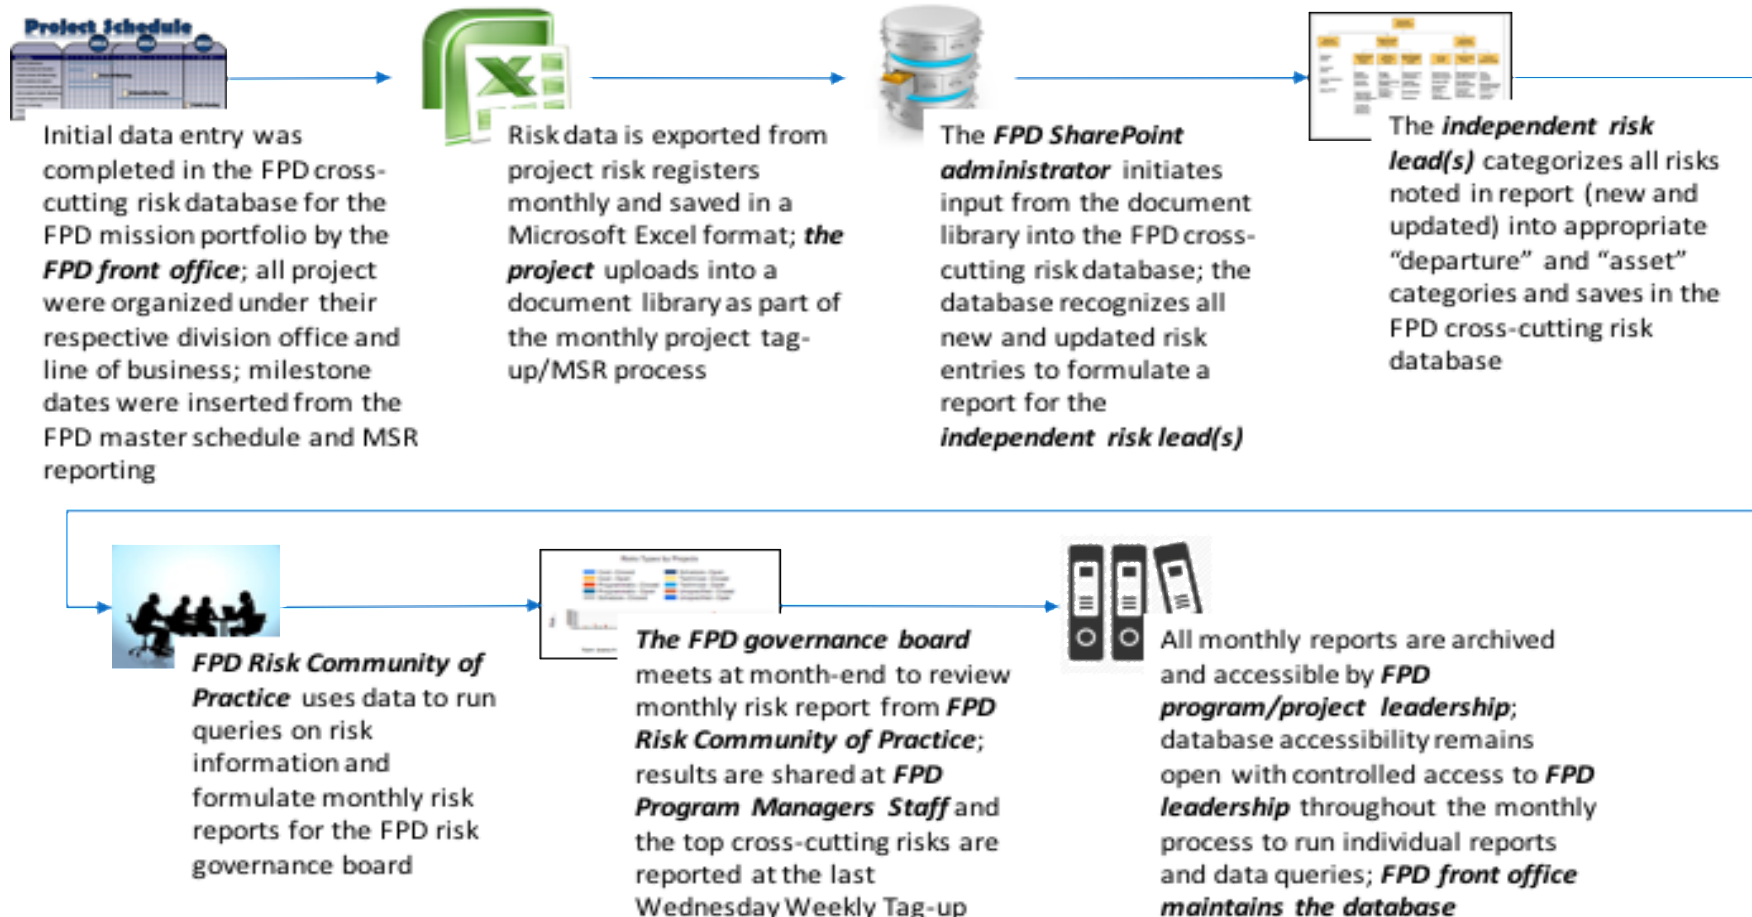 Project Schedule
Initial data entry was
completed in the FPD cross-
cutting risk database for the
FPD mission portfolio by the
FPD front office; all project
were organized under their
respective division office and
line of business; milestone
dates were inserted from the
FPD master schedule and MSR
reporting
Risk data is exported from
project risk registers
monthly and saved in a
Microsoft Excel format; the
project uploads into a
document library as part of
the monthly project tag-
up/MSR process
The FPD SharePoint
administrator initiates
input from the document
library into the FPD cross-
cutting risk database; the
database recognizes all
new and updated risk
entries to formulate a
report for the
independent risk lead(s)
The independent risk
lead(s) categorizes all risks
noted in report (new and
updated) into appropriate
“departure” and “asset”
categories and saves in the
FPD cross-cutting risk
database
FPD Risk Community of
Practice uses data to run
queries on risk
information and
formulate monthly risk
reports for the FPD risk
governance board
The FPD governance board
meets at month-end to review
monthly risk report from FPD
Risk Community of Practice;
results are shared at FPD
Program Managers Staff and
the top cross-cutting risks are
reported at the last
Wednesday Weekly Tag-up
All monthly reports are archived
and accessible by FPD
program/project leadership;
database accessibility remains
open with controlled access to FPD
leadership throughout the monthly
process to run individual reports
and data queries; FPD front office
maintains the database